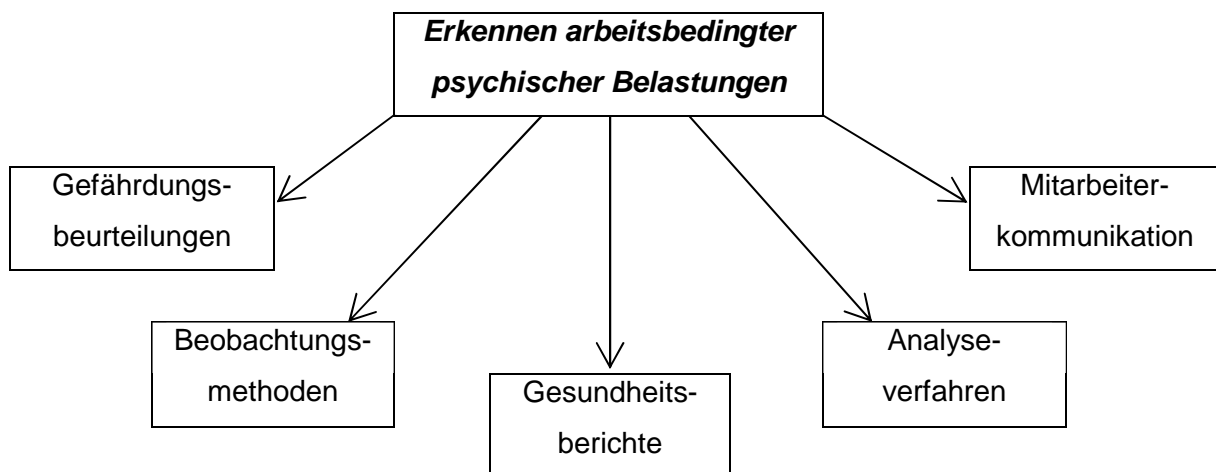 Erkennen arbeitsbedingter
psychischer Belastungen
Gefährdungs-
beurteilungen
Mitarbeiter-
kommunikation
Beobachtungs-
methoden
Analyse-
verfahren
Gesundheits-
berichte